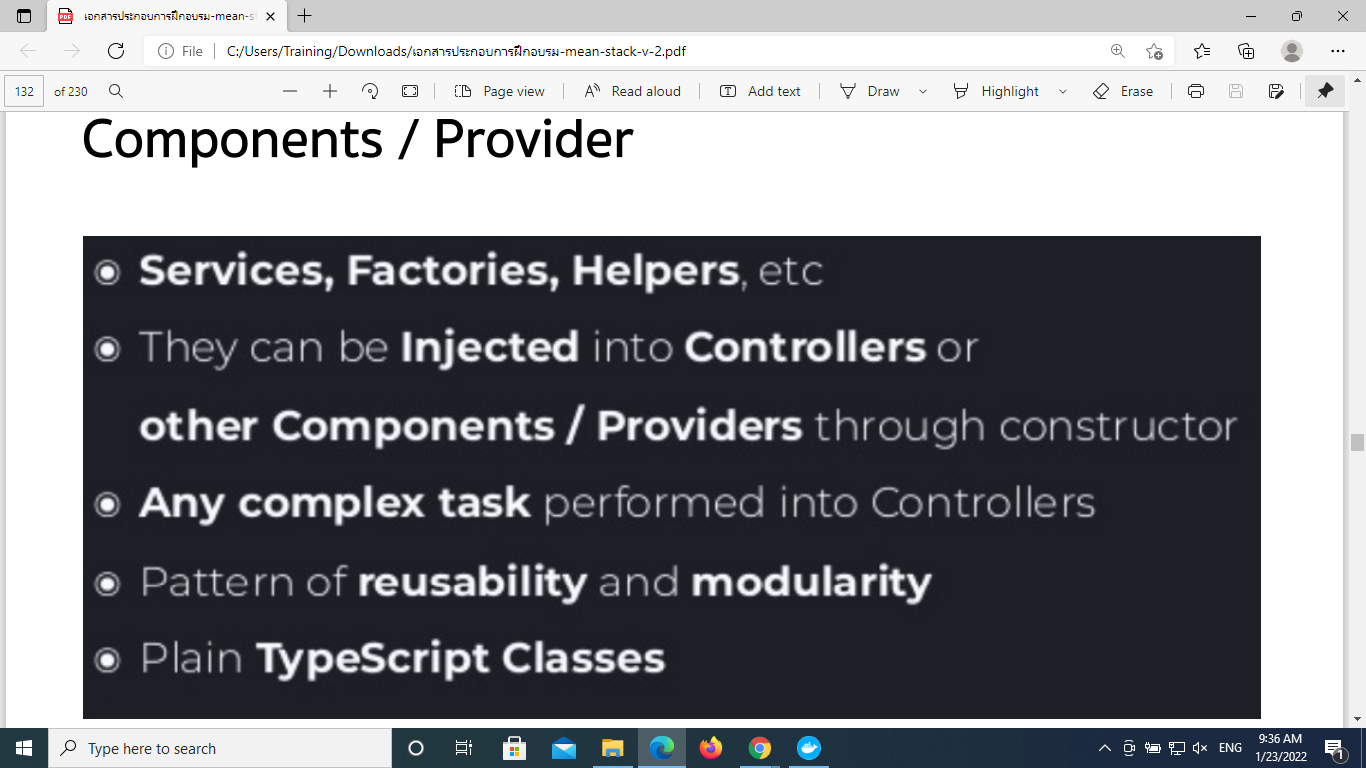 เอกสารประกอบการฝึกอบรม-mean-st
File
C:/Users/Training/Downloads/เอกสารประกอบการฝึกอบรม-mean-stack-v-2.pdf
132 of 230
Page view
Read aloud
Add text
Draw
Highlight
Erase
Components / Provider
Services, Factories, Helpers, etc
They can be Injected into Controllers or
other Components / Providers through constructor
Any complex task performed into Controllers
Pattern of reusability and modularity
Plain TypeScript Classes
Type here to search
ENG
9:36 AM
1/23/2022
1